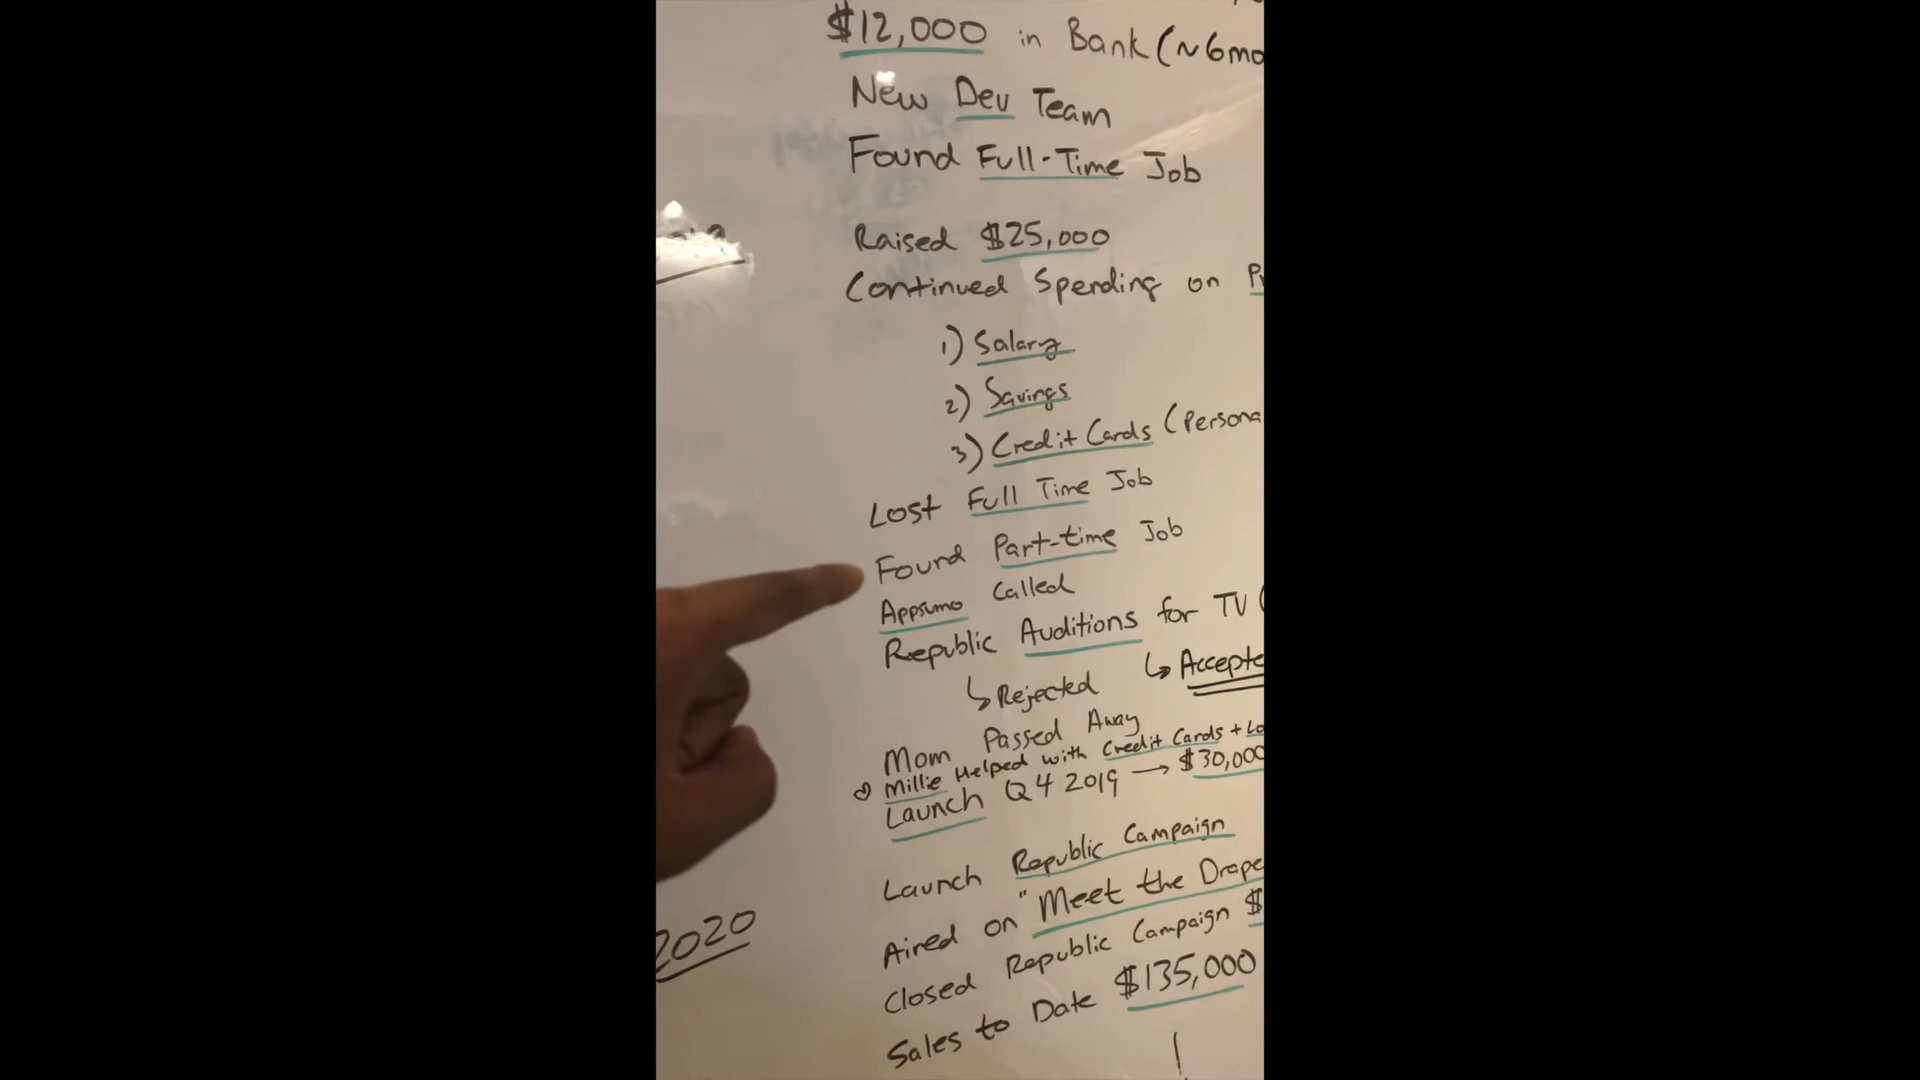 $12,000 in Bank (~6mo
New Dev Team
Found Full-Time Job
Raised $25,000
Continued Spending on
1) Salary
2) Savings
3) Credit Cards (Persona
Lost Full Time Job
Found Part-time Job
Appsumo Called
Republic Auditions for TV (
↳ Rejected ↳ Accepte
Mom Passed Away
♡ Millie Helped with Credit Cards + Lo
Launch Q4 2019 → $30,000
Launch Republic Campaign
2020
Aired on "Meet the Drape
Closed Republic Campaign $
Sales to Date $135,000